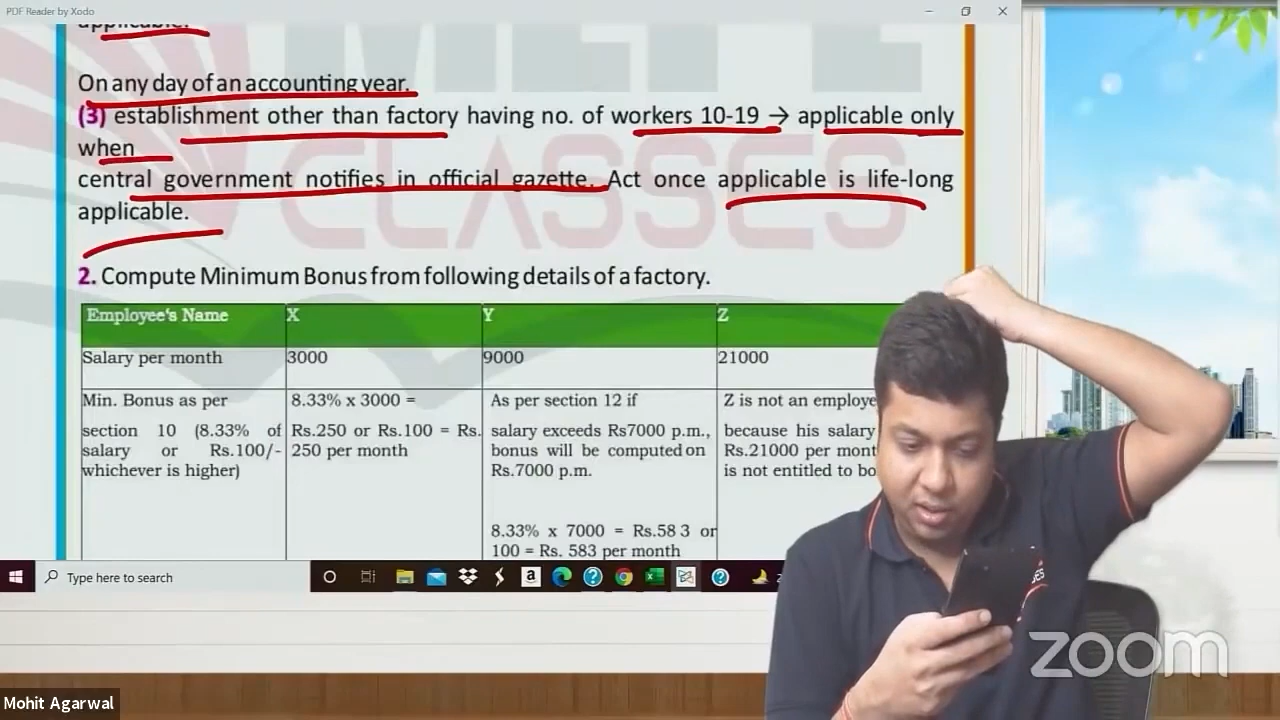 PDF Reader by Xodo
applicable.
On any day of an accounting year.
(3) establishment other than factory having no. of workers 10-19 → applicable only
when
central government notifies in official gazette. Act once applicable is life-long
applicable.
CLASSES
2. Compute Minimum Bonus from following details of a factory.
Employee's Name X Y Z
Salary per month 3000 9000 21000
Min. Bonus as per 8.33% x 3000 = As per section 12 if Z is not an employe
section 10 (8.33% of Rs.250 or Rs.100 = Rs. salary exceeds Rs7000 p.m., because his salary
salary or Rs.100/- 250 per month bonus will be computed on Rs.21000 per mont
whichever is higher) Rs.7000 p.m. is not entitled to bo
8.33% x 7000 = Rs.58 3 or
100 = Rs. 583 per month
Type here to search
zoom
Mohit Agarwal